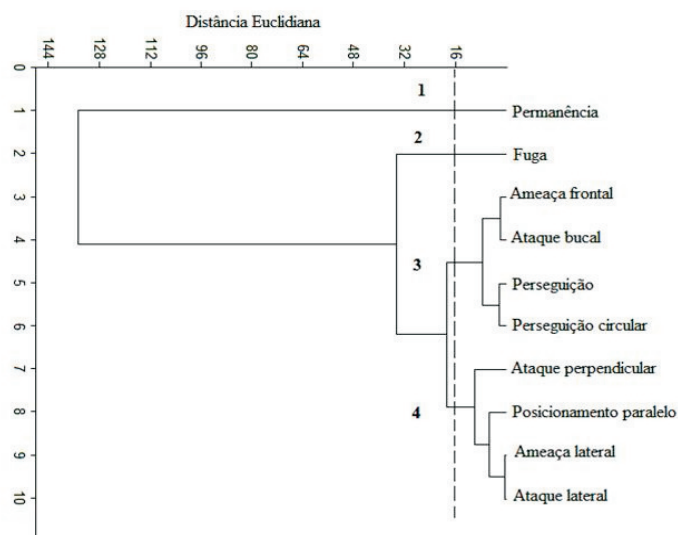 Distância Euclidiana
144 128 112 96 80 64 48 32 16
0
1
2
3
4
5
6
7
8
9
10
1
2
3
4
Permanência
Fuga
Ameaça frontal
Ataque bucal
Perseguição
Perseguição circular
Ataque perpendicular
Posicionamento paralelo
Ameaça lateral
Ataque lateral